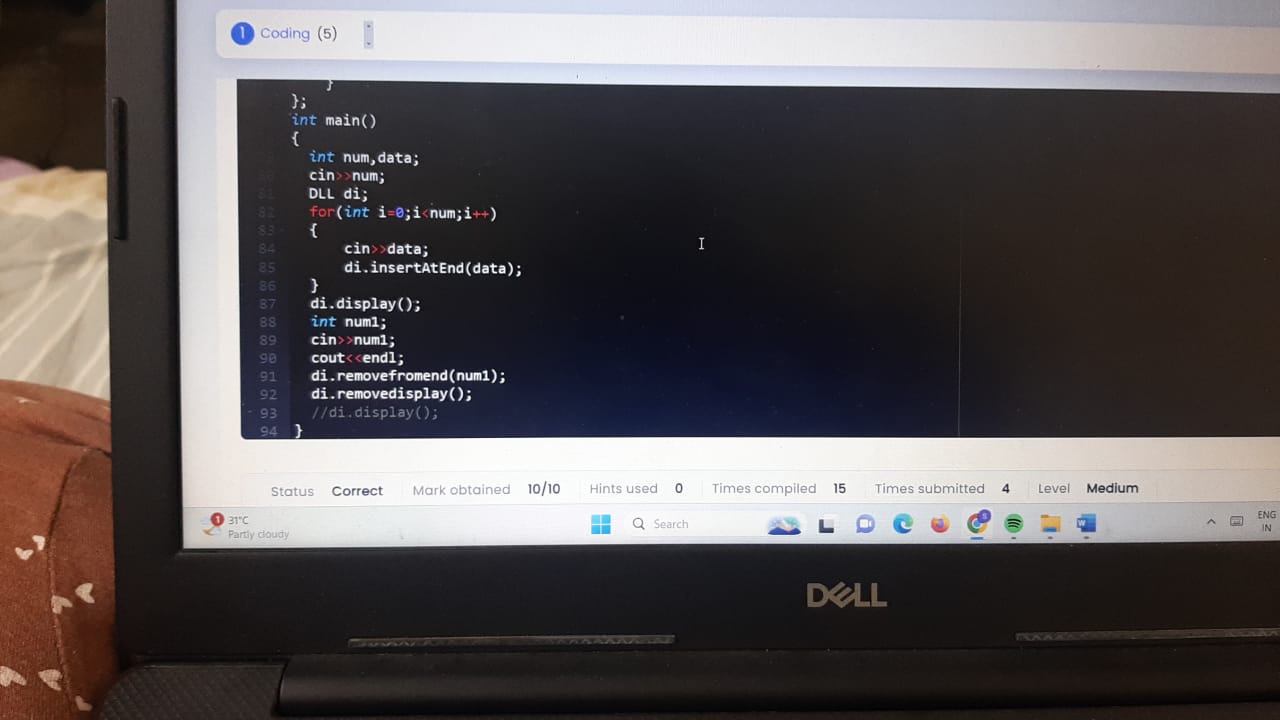 1 Coding (5)
}
};
int main()
{
int num,data;
80 cin>>num;
81 DLL di;
82 for(int i=0;i<num;i++)
83 {
84 cin>>data;
85 di.insertAtEnd(data);
86 }
87 di.display();
88 int num1;
89 cin>>num1;
90 cout<<endl;
91 di.removefromend(num1);
92 di.removedisplay();
93 //di.display();
94 }
Status Correct Mark obtained 10/10 Hints used 0 Times compiled 15 Times submitted 4 Level Medium
1 31°C
Partly cloudy
Search
S
W
ENG
IN
DELL